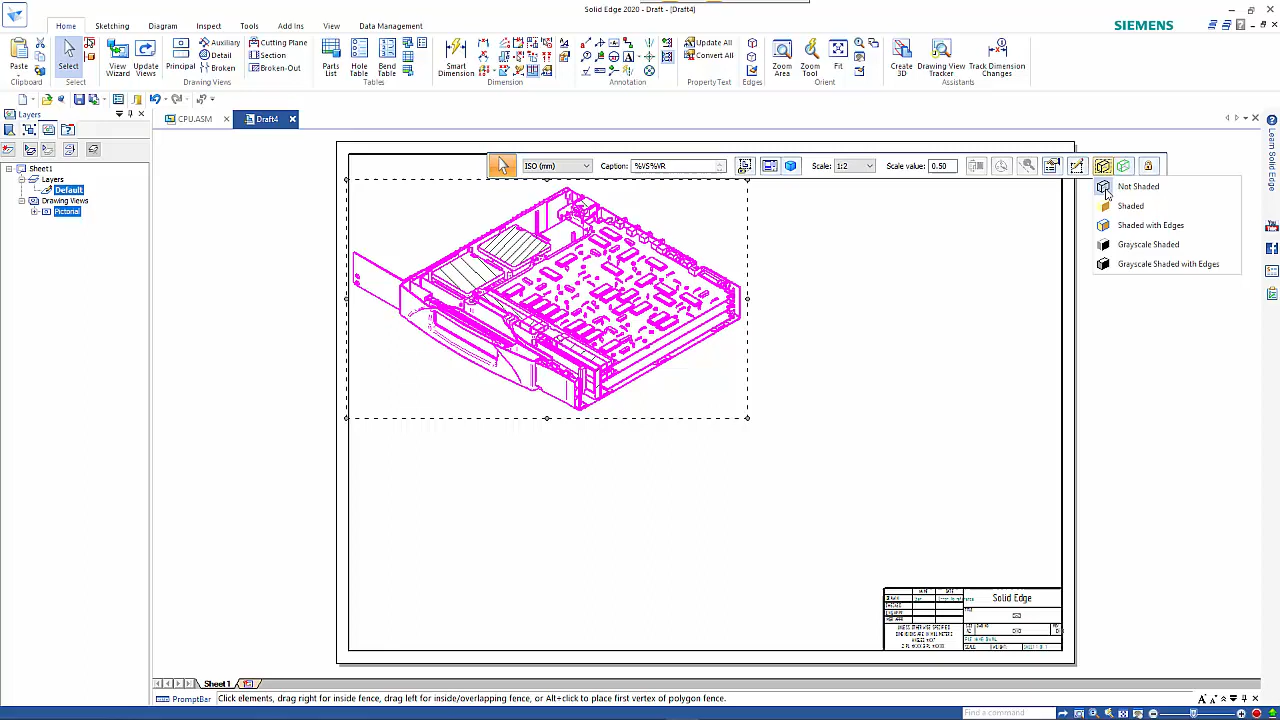 Solid Edge 2020 - Draft - [Draft4]
Home
Sketching
Diagram
Inspect
Tools
Add Ins
View
Data Management
SIEMENS
Paste
Select
View Wizard
Update Views
Principal
Auxiliary
Detail
Broken
Cutting Plane
Section
Broken-Out
Parts List
Hole Table
Bend Table
Smart Dimension
Update All
Convert All
Zoom Area
Zoom Tool
Fit
Create 3D
Drawing View Tracker
Track Dimension Changes
Clipboard
Select
Drawing Views
Tables
Dimension
Annotation
PropertyText
Edges
Orient
Assistants
Layers
CPU.ASM
Draft4
ISO (mm)
Caption:
%VS%VR
Scale:
1:2
Scale value:
0.50
Not Shaded
Shaded
Shaded with Edges
Grayscale Shaded
Grayscale Shaded with Edges
Sheet1
Layers
Default
Drawing Views
Pictorial
Learn Solid Edge
Solid Edge
Sheet1
PromptBar
Click elements, drag right for inside fence, drag left for inside/overlapping fence, or Alt+click to place first vertex of polygon fence.
Find a command